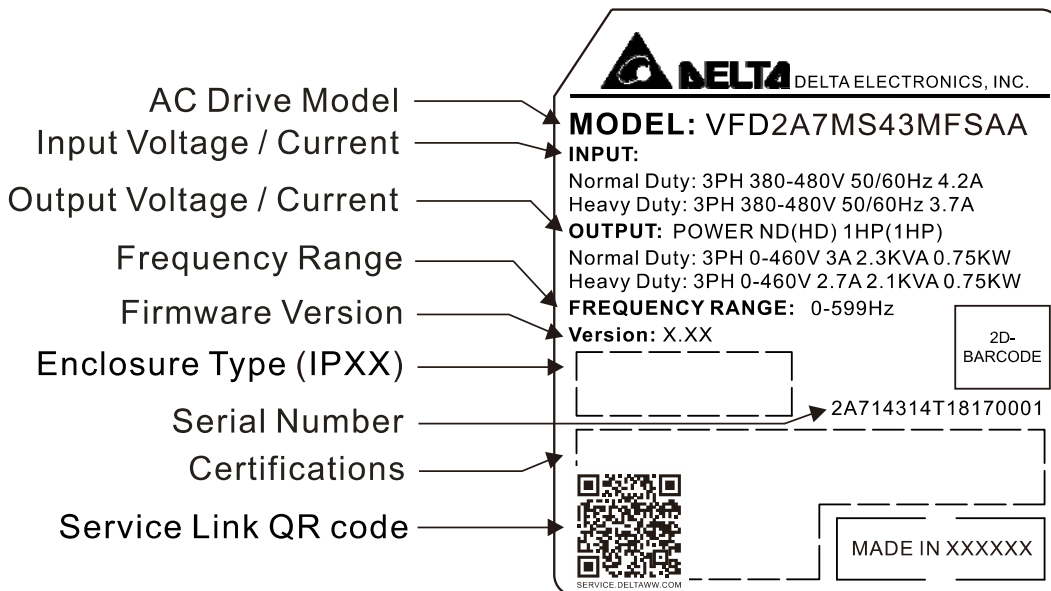 DELTA DELTA ELECTRONICS, INC.
AC Drive Model
MODEL: VFD2A7MS43MFSAA
Input Voltage / Current
INPUT:
Normal Duty: 3PH 380-480V 50/60Hz 4.2A
Heavy Duty: 3PH 380-480V 50/60Hz 3.7A
Output Voltage / Current
OUTPUT: POWER ND(HD) 1HP(1HP)
Normal Duty: 3PH 0-460V 3A 2.3KVA 0.75KW
Heavy Duty: 3PH 0-460V 2.7A 2.1KVA 0.75KW
Frequency Range
FREQUENCY RANGE: 0-599Hz
Firmware Version
Version: X.XX
2D-
BARCODE
Enclosure Type (IPXX)
Serial Number
2A714314T18170001
Certifications
Service Link QR code
MADE IN XXXXXX
SERVICE.DELTAWW.COM